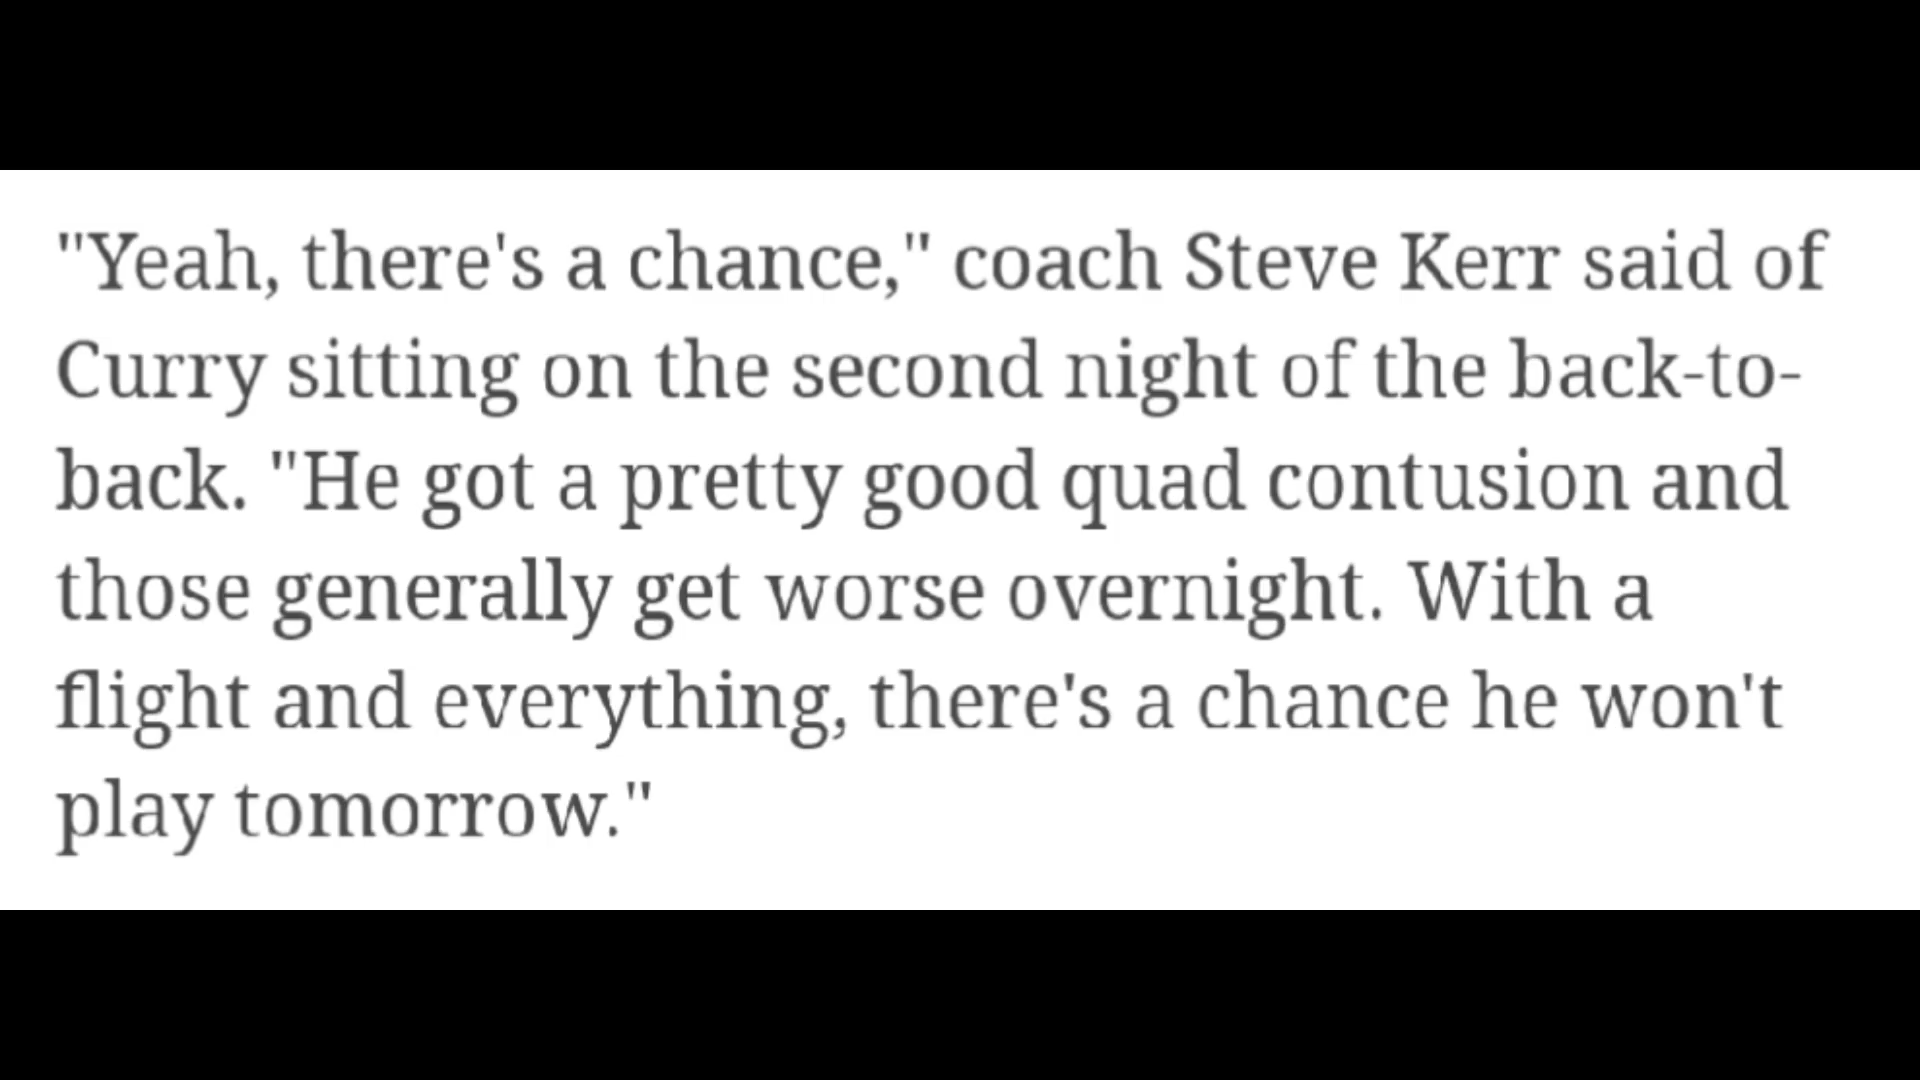 "Yeah, there's a chance," coach Steve Kerr said of
Curry sitting on the second night of the back-to-
back. "He got a pretty good quad contusion and
those generally get worse overnight. With a
flight and everything, there's a chance he won't
play tomorrow."